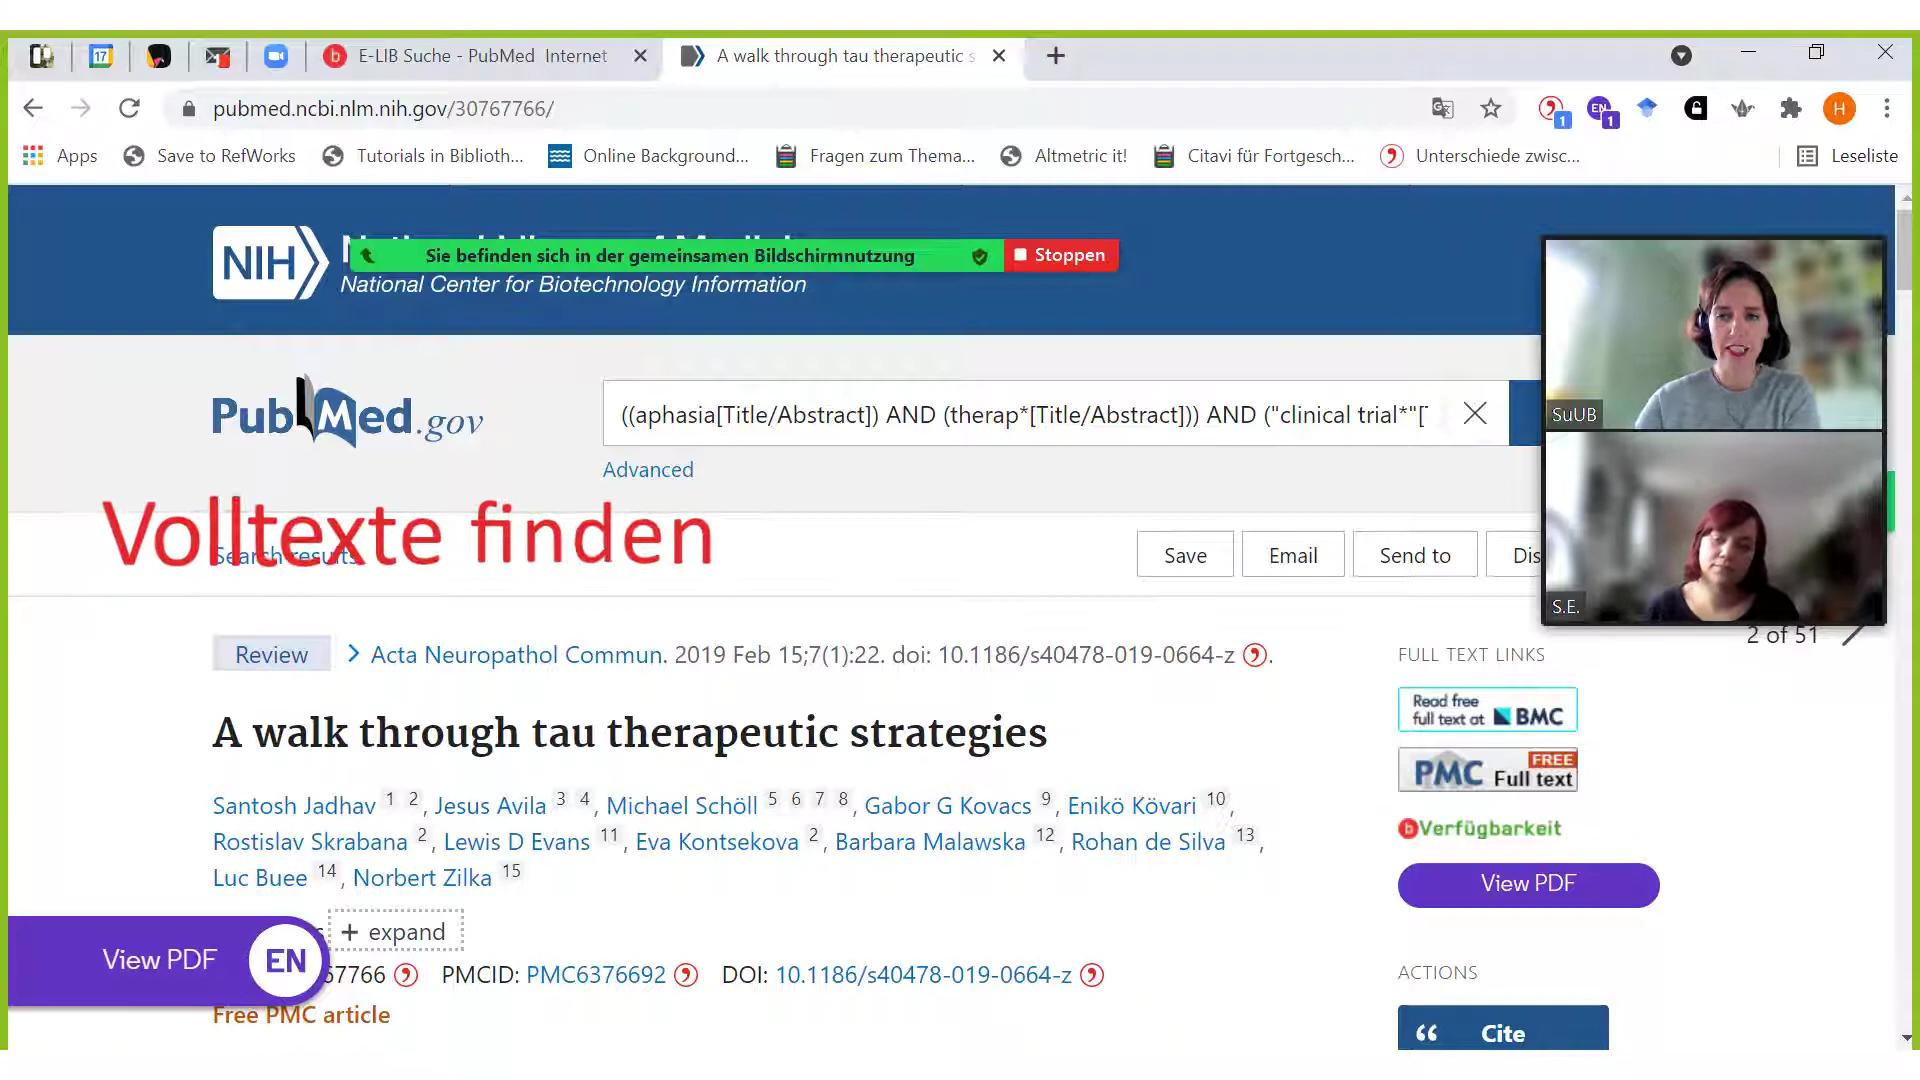 17
E-LIB Suche - PubMed Internet
A walk through tau therapeutic s
pubmed.ncbi.nlm.nih.gov/30767766/
1
EN
1
H
Apps
Save to RefWorks
Tutorials in Biblioth...
Online Background...
Fragen zum Thema...
Altmetric it!
Citavi für Fortgesch...
Unterschiede zwisc...
Leseliste
NIH
Sie befinden sich in der gemeinsamen Bildschirmnutzung
Stoppen
National Center for Biotechnology Information
PubMed.gov
((aphasia[Title/Abstract]) AND (therap*[Title/Abstract])) AND ("clinical trial*"[
Advanced
SuUB
S.E.
Volltexte finden
Search results
Save
Email
Send to
Dis
2 of 51
Review
Acta Neuropathol Commun. 2019 Feb 15;7(1):22. doi: 10.1186/s40478-019-0664-z.
A walk through tau therapeutic strategies
Santosh Jadhav 1 2, Jesus Avila 3 4, Michael Schöll 5 6 7 8, Gabor G Kovacs 9, Enikö Kövari 10,
Rostislav Skrabana 2, Lewis D Evans 11, Eva Kontsekova 2, Barbara Malawska 12, Rohan de Silva 13,
Luc Buee 14, Norbert Zilka 15
+ expand
67766 PMCID: PMC6376692 DOI: 10.1186/s40478-019-0664-z
Free PMC article
View PDF EN
FULL TEXT LINKS
Read free
full text at BMC
PMC FREE
Full text
b Verfügbarkeit
View PDF
ACTIONS
Cite